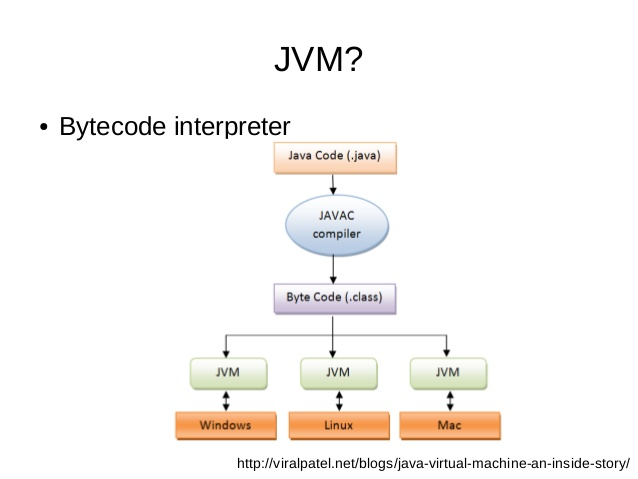 JVM?
• Bytecode interpreter
Java Code (.java)
JAVAC
compiler
Byte Code (.class)
JVM JVM JVM
Windows Linux Mac
http://viralpatel.net/blogs/java-virtual-machine-an-inside-story/